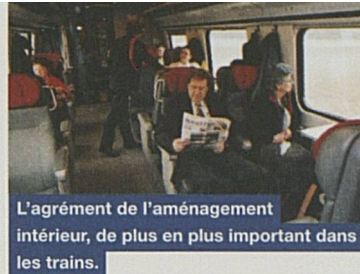 L'agrément de l'aménagement
intérieur, de plus en plus important dans
les trains.